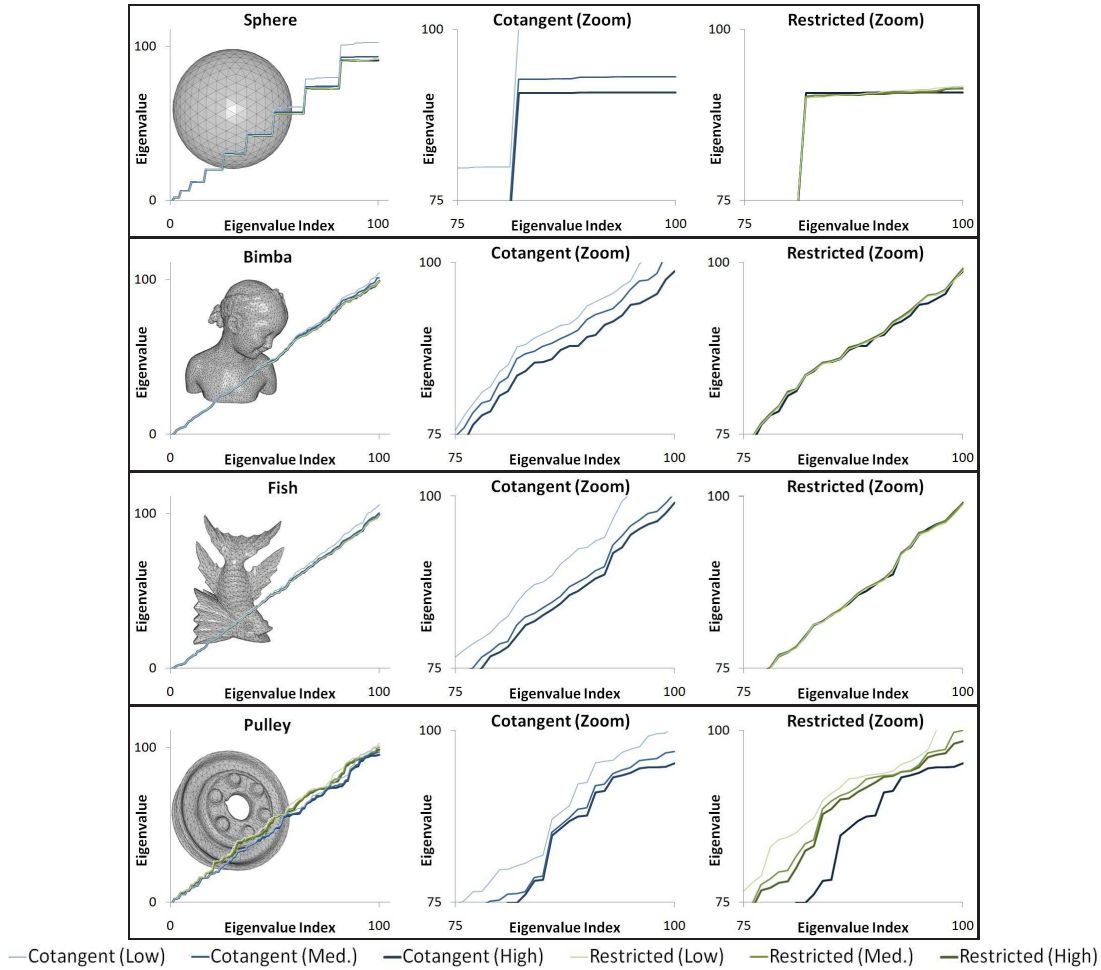 Sphere
Cotangent (Zoom)
Restricted (Zoom)
100
Eigenvalue
0
0
Eigenvalue Index
100
100
Eigenvalue
75
75
Eigenvalue Index
100
100
Eigenvalue
75
75
Eigenvalue Index
100
Bimba
Cotangent (Zoom)
Restricted (Zoom)
100
Eigenvalue
0
0
Eigenvalue Index
100
100
Eigenvalue
75
75
Eigenvalue Index
100
100
Eigenvalue
75
75
Eigenvalue Index
100
Fish
Cotangent (Zoom)
Restricted (Zoom)
100
Eigenvalue
0
0
Eigenvalue Index
100
100
Eigenvalue
75
75
Eigenvalue Index
100
100
Eigenvalue
75
75
Eigenvalue Index
100
Pulley
Cotangent (Zoom)
Restricted (Zoom)
100
Eigenvalue
0
0
Eigenvalue Index
100
100
Eigenvalue
75
75
Eigenvalue Index
100
100
Eigenvalue
75
75
Eigenvalue Index
100
Cotangent (Low)
Cotangent (Med.)
Cotangent (High)
Restricted (Low)
Restricted (Med.)
Restricted (High)